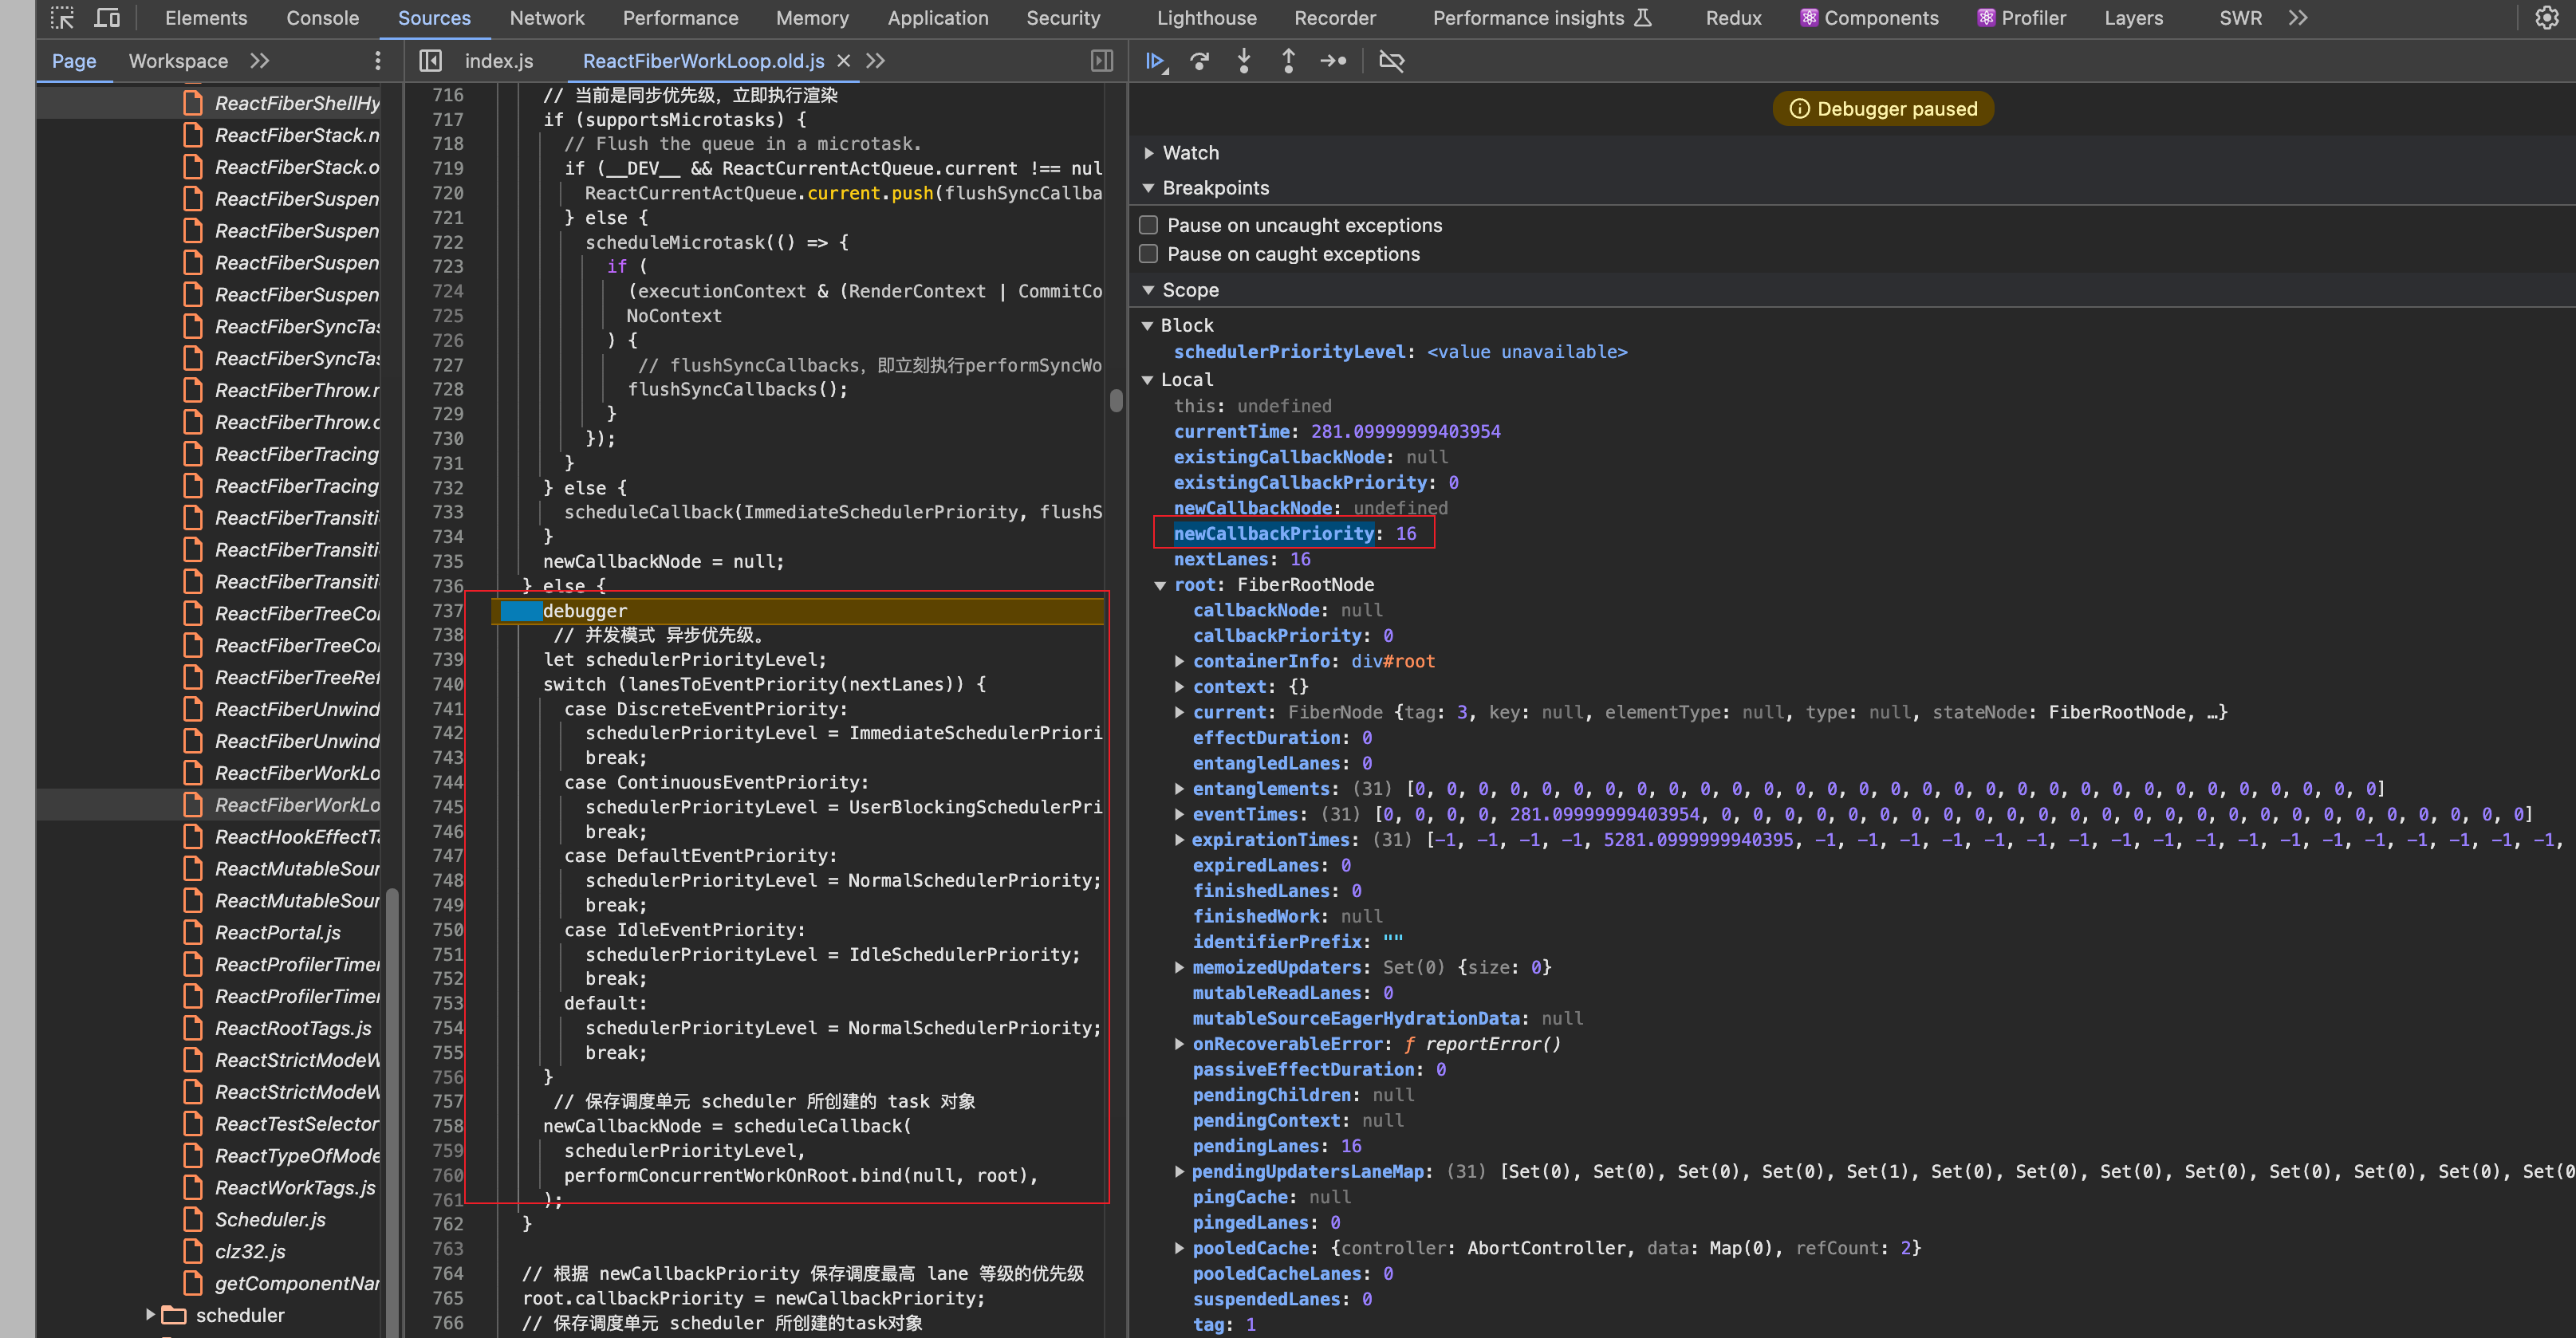 Elements Console Sources Network Performance Memory Application Security Lighthouse Recorder Performance insights Redux Components Profiler Layers SWR
Page Workspace
index.js ReactFiberWorkLoop.old.js
ReactFiberShellHy
ReactFiberStack.n
ReactFiberStack.o
ReactFiberSuspen
ReactFiberSuspen
ReactFiberSuspen
ReactFiberSuspen
ReactFiberSyncTas
ReactFiberSyncTas
ReactFiberThrow.n
ReactFiberThrow.o
ReactFiberTracing
ReactFiberTracing
ReactFiberTransiti
ReactFiberTransiti
ReactFiberTransiti
ReactFiberTreeCon
ReactFiberTreeCon
ReactFiberTreeRef
ReactFiberUnwind
ReactFiberUnwind
ReactFiberWorkLo
ReactFiberWorkLo
ReactHookEffectTa
ReactMutableSour
ReactMutableSour
ReactPortal.js
ReactProfilerTimer
ReactProfilerTimer
ReactRootTags.js
ReactStrictModeW
ReactStrictModeW
ReactTestSelector
ReactTypeOfMode
ReactWorkTags.js
Scheduler.js
clz32.js
getComponentNar
scheduler
716 // 当前是同步优先级，立即执行渲染
717 if (supportsMicrotasks) {
718 // Flush the queue in a microtask.
719 if (__DEV__ && ReactCurrentActQueue.current !== nul
720 ReactCurrentActQueue.current.push(flushSyncCallba
721 } else {
722 scheduleMicrotask(() => {
723 if (
724 (executionContext & (RenderContext | CommitCo
725 NoContext
726 ) {
727 // flushSyncCallbacks，即立刻执行performSyncWo
728 flushSyncCallbacks();
729 }
730 });
731 }
732 } else {
733 scheduleCallback(ImmediateSchedulerPriority, flushS
734 }
735 newCallbackNode = null;
736 } else {
737 debugger
738 // 并发模式 异步优先级。
739 let schedulerPriorityLevel;
740 switch (lanesToEventPriority(nextLanes)) {
741 case DiscreteEventPriority:
742 schedulerPriorityLevel = ImmediateSchedulerPriori
743 break;
744 case ContinuousEventPriority:
745 schedulerPriorityLevel = UserBlockingSchedulerPri
746 break;
747 case DefaultEventPriority:
748 schedulerPriorityLevel = NormalSchedulerPriority;
749 break;
750 case IdleEventPriority:
751 schedulerPriorityLevel = IdleSchedulerPriority;
752 break;
753 default:
754 schedulerPriorityLevel = NormalSchedulerPriority;
755 break;
756 }
757 // 保存调度单元 scheduler 所创建的 task 对象
758 newCallbackNode = scheduleCallback(
759 schedulerPriorityLevel,
760 performConcurrentWorkOnRoot.bind(null, root),
761 );
762 }
763
764 // 根据 newCallbackPriority 保存调度最高 lane 等级的优先级
765 root.callbackPriority = newCallbackPriority;
766 // 保存调度单元 scheduler 所创建的task对象
Debugger paused
Watch
Breakpoints
Pause on uncaught exceptions
Pause on caught exceptions
Scope
Block
schedulerPriorityLevel: <value unavailable>
Local
this: undefined
currentTime: 281.09999999403954
existingCallbackNode: null
existingCallbackPriority: 0
newCallbackNode: undefined
newCallbackPriority: 16
nextLanes: 16
root: FiberRootNode
callbackNode: null
callbackPriority: 0
containerInfo: div#root
context: {}
current: FiberNode {tag: 3, key: null, elementType: null, type: null, stateNode: FiberRootNode, …}
effectDuration: 0
entangledLanes: 0
entanglements: (31) [0, 0, 0, 0, 0, 0, 0, 0, 0, 0, 0, 0, 0, 0, 0, 0, 0, 0, 0, 0, 0, 0, 0, 0, 0, 0, 0, 0, 0, 0, 0]
eventTimes: (31) [0, 0, 0, 0, 281.09999999403954, 0, 0, 0, 0, 0, 0, 0, 0, 0, 0, 0, 0, 0, 0, 0, 0, 0, 0, 0, 0, 0, 0, 0, 0, 0, 0]
expirationTimes: (31) [-1, -1, -1, -1, 5281.0999999940395, -1, -1, -1, -1, -1, -1, -1, -1, -1, -1, -1, -1, -1, -1, -1, -1, -1, -1,
expiredLanes: 0
finishedLanes: 0
finishedWork: null
identifierPrefix: ""
memoizedUpdaters: Set(0) {size: 0}
mutableReadLanes: 0
mutableSourceEagerHydrationData: null
onRecoverableError: ƒ reportError()
passiveEffectDuration: 0
pendingChildren: null
pendingContext: null
pendingLanes: 16
pendingUpdatersLaneMap: (31) [Set(0), Set(0), Set(0), Set(0), Set(1), Set(0), Set(0), Set(0), Set(0), Set(0), Set(0), Set(0), Set(0
pingCache: null
pingedLanes: 0
pooledCache: {controller: AbortController, data: Map(0), refCount: 2}
pooledCacheLanes: 0
suspendedLanes: 0
tag: 1